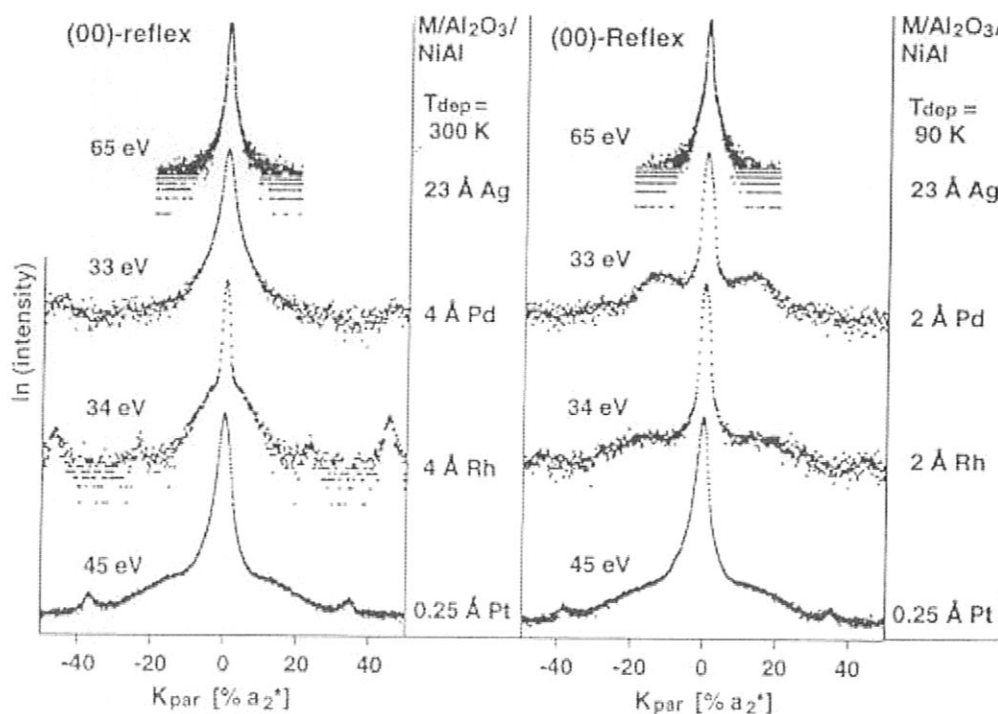 (00)-reflex
M/Al₂O₃/
NiAl
Tdep =
300 K
65 eV
23 Å Ag
33 eV
4 Å Pd
34 eV
4 Å Rh
45 eV
0.25 Å Pt
ln (intensity)
-40 -20 0 20 40
Kpar [% a₂*]
(00)-Reflex
M/Al₂O₃/
NiAl
Tdep =
90 K
65 eV
23 Å Ag
33 eV
2 Å Pd
34 eV
2 Å Rh
45 eV
0.25 Å Pt
-40 -20 0 20 40
Kpar [% a₂*]